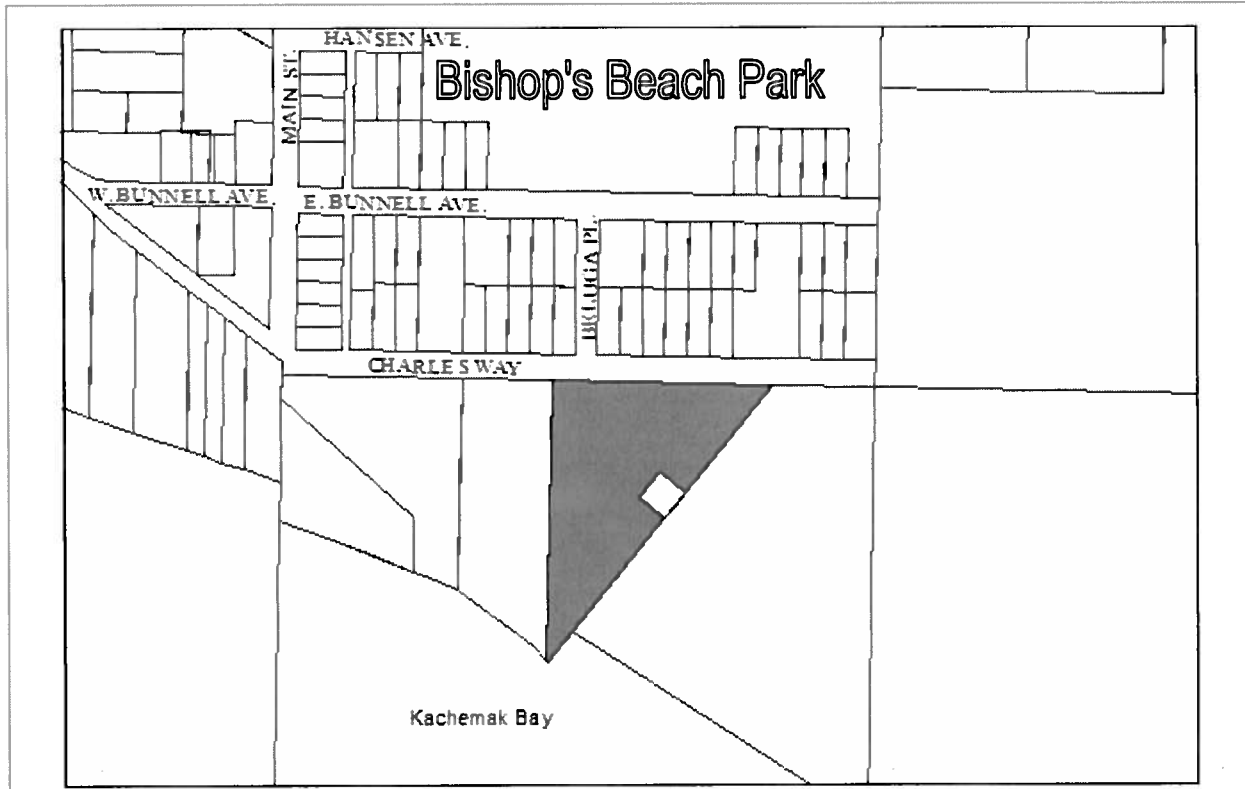 HANSEN AVE.
Bishop's Beach Park
MAIN ST.
W. BUNNELL AVE.
E. BUNNELL AVE.
BELUGA PL.
CHARLES WAY
Kachemak Bay